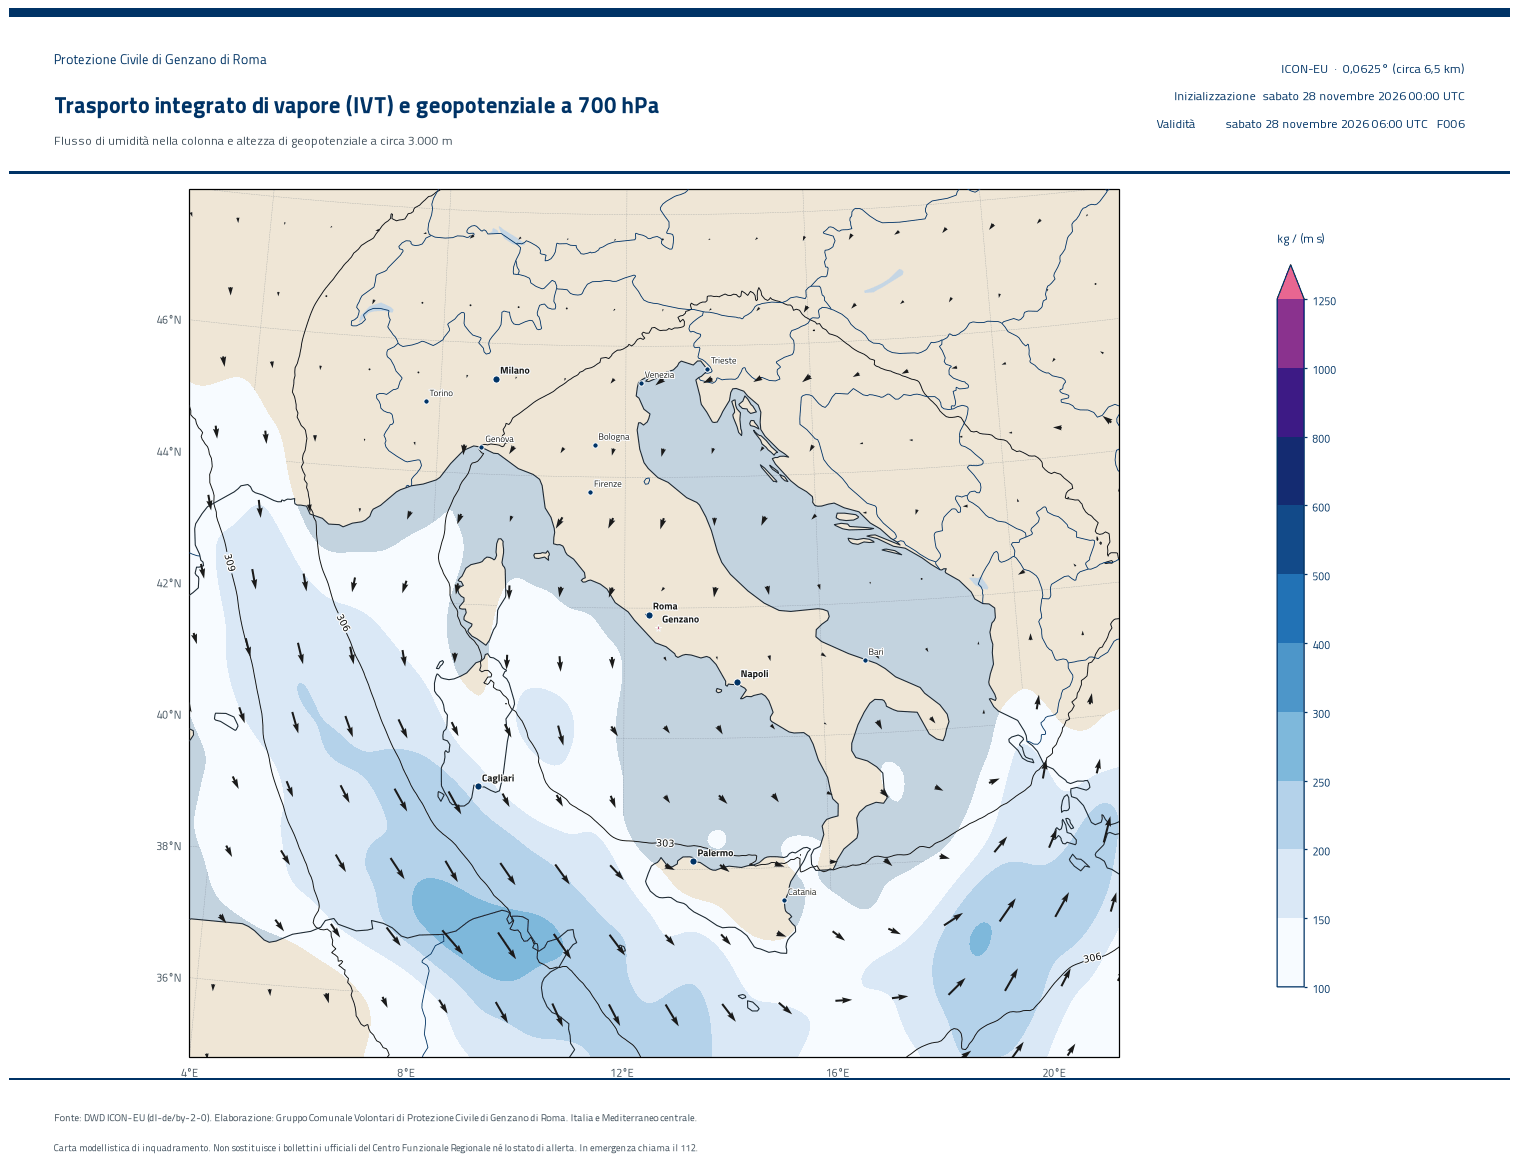 Protezione Civile di Genzano di Roma
Trasporto integrato di vapore (IVT) e geopotenziale a 700 hPa
Flusso di umidità nella colonna e altezza di geopotenziale a circa 3.000 m
ICON-EU · 0,0625° (circa 6,5 km)
Inizializzazione sabato 28 novembre 2026 00:00 UTC
Validità sabato 28 novembre 2026 06:00 UTC F006
kg / (m s)
1250
1000
800
600
500
400
300
250
200
150
100
46°N
44°N
42°N
40°N
38°N
36°N
4°E
8°E
12°E
16°E
20°E
Trieste
Venezia
Milano
Torino
Genova
Bologna
Firenze
309
306
Roma
Genzano
Bari
Napoli
Cagliari
303
Palermo
Catania
306
Fonte: DWD ICON-EU (dl-de/by-2-0). Elaborazione: Gruppo Comunale Volontari di Protezione Civile di Genzano di Roma. Italia e Mediterraneo centrale.
Carta modellistica di inquadramento. Non sostituisce i bollettini ufficiali del Centro Funzionale Regionale né lo stato di allerta. In emergenza chiama il 112.